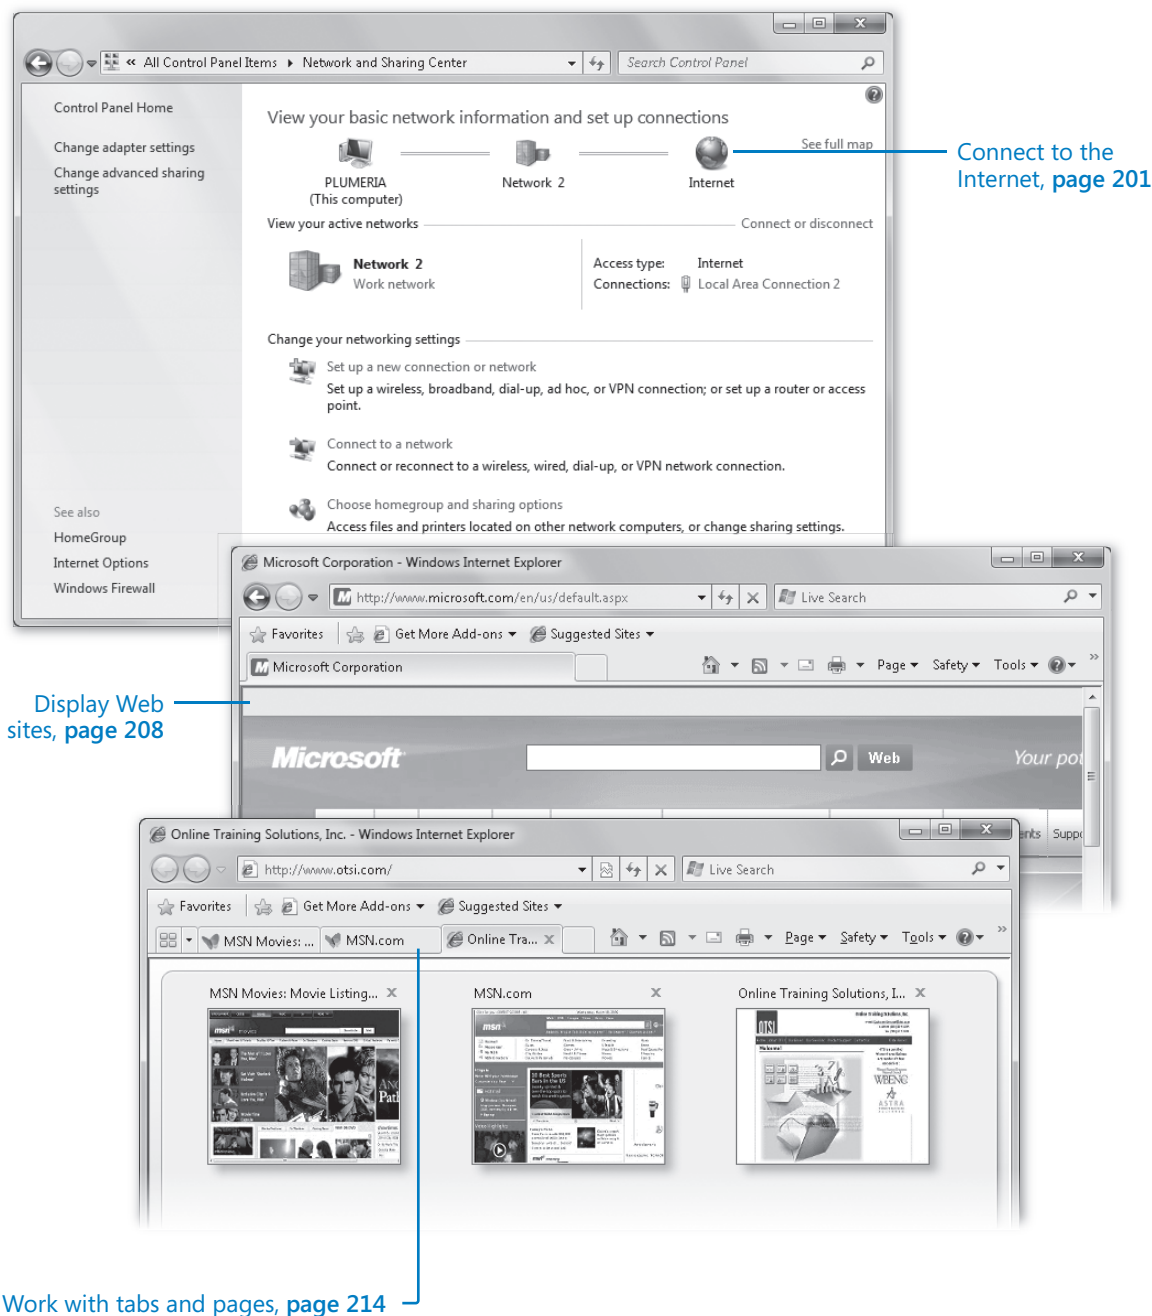 All Control Panel Items
Network and Sharing Center
Search Control Panel
Control Panel Home
Change adapter settings
Change advanced sharing
settings
View your basic network information and set up connections
See full map
PLUMERIA
(This computer)
Network 2
Internet
Connect to the
Internet, page 201
View your active networks
Connect or disconnect
Network 2
Work network
Access type: Internet
Connections: Local Area Connection 2
Change your networking settings
Set up a new connection or network
Set up a wireless, broadband, dial-up, ad hoc, or VPN connection; or set up a router or access
point.
Connect to a network
Connect or reconnect to a wireless, wired, dial-up, or VPN network connection.
Choose homegroup and sharing options
Access files and printers located on other network computers, or change sharing settings.
See also
HomeGroup
Internet Options
Windows Firewall
Microsoft Corporation - Windows Internet Explorer
http://www.microsoft.com/en/us/default.aspx
Live Search
Favorites
Get More Add-ons
Suggested Sites
Microsoft Corporation
Page
Safety
Tools
Display Web
sites, page 208
Microsoft
Web
Your pot
ents
Suppo
Online Training Solutions, Inc. - Windows Internet Explorer
http://www.otsi.com/
Live Search
Favorites
Get More Add-ons
Suggested Sites
MSN Movies: ...
MSN.com
Online Tra...
Page
Safety
Tools
MSN Movies: Movie Listing...
MSN.com
Online Training Solutions, I...
msn
movies
msn
OTSI
Welcome!
WBENC
ASTRA
Work with tabs and pages, page 214